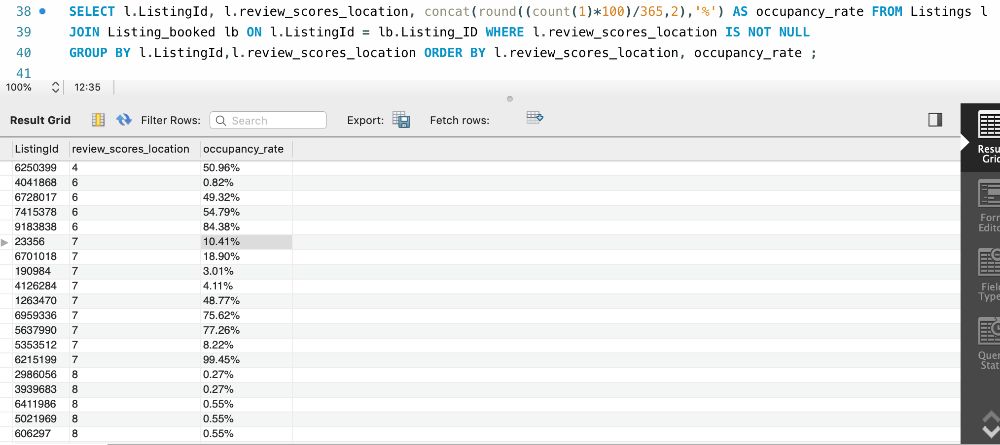 38 SELECT l.ListingId, l.review_scores_location, concat(round((count(1)*100)/365,2),'%') AS occupancy_rate FROM Listings l
39 JOIN Listing_booked lb ON l.ListingId = lb.Listing_ID WHERE l.review_scores_location IS NOT NULL
40 GROUP BY l.ListingId,l.review_scores_location ORDER BY l.review_scores_location, occupancy_rate ;
41
100% 12:35
Result Grid Filter Rows: Search Export: Fetch rows:
ListingId review_scores_location occupancy_rate
6250399 4 50.96%
4041868 6 0.82%
6728017 6 49.32%
7415378 6 54.79%
9183838 6 84.38%
23356 7 10.41%
6701018 7 18.90%
190984 7 3.01%
4126284 7 4.11%
1263470 7 48.77%
6959336 7 75.62%
5637990 7 77.26%
5353512 7 8.22%
6215199 7 99.45%
2986056 8 0.27%
3939683 8 0.27%
6411986 8 0.55%
5021969 8 0.55%
606297 8 0.55%
Resu
Grid
Forr
Edito
Field
Type
Quer
Stat